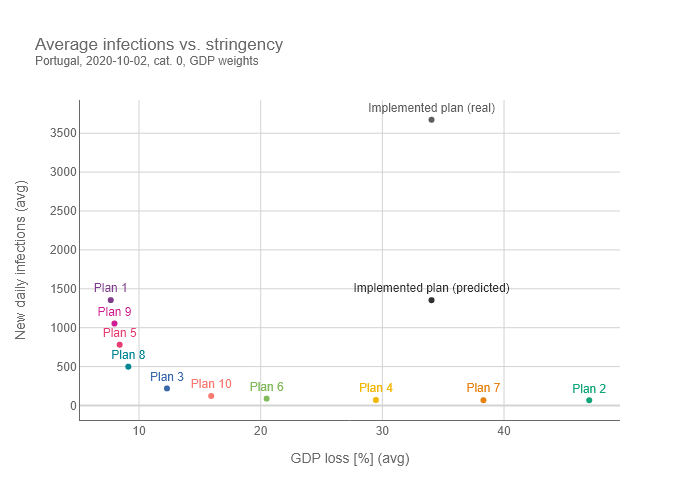 Average infections vs. stringency
Portugal, 2020-10-02, cat. 0, GDP weights
Implemented plan (real)
3500
3000
2500
2000
1500
1000
500
0
Plan 1
Implemented plan (predicted)
Plan 9
Plan 5
Plan 8
Plan 3
Plan 10
Plan 6
Plan 4
Plan 7
Plan 2
10
20
30
40
New daily infections (avg)
GDP loss [%] (avg)